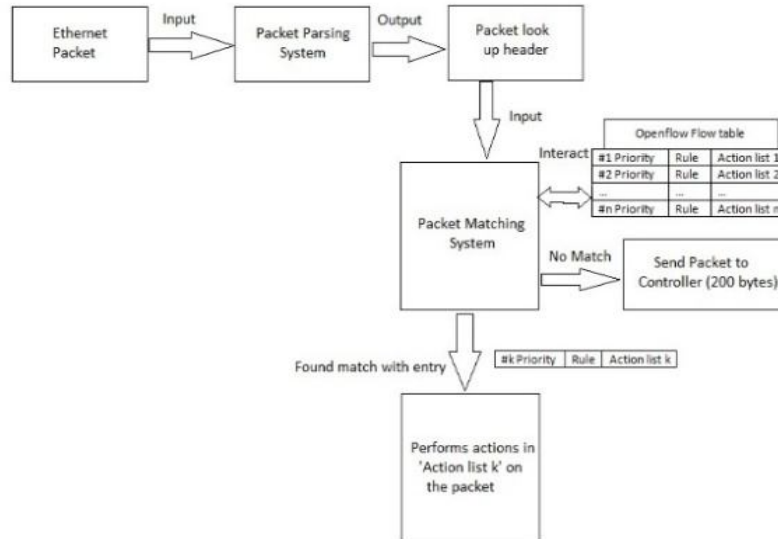 Ethernet
Packet
Input
Packet Parsing
System
Output
Packet look
up header
Input
Openflow Flow table
Interact
#1 Priority Rule Action list 1
#2 Priority Rule Action list 2
... ... ...
#n Priority Rule Action list n
Packet Matching
System
No Match
Send Packet to
Controller (200 bytes)
Found match with entry
#k Priority Rule Action list k
Performs actions in
'Action list k' on
the packet